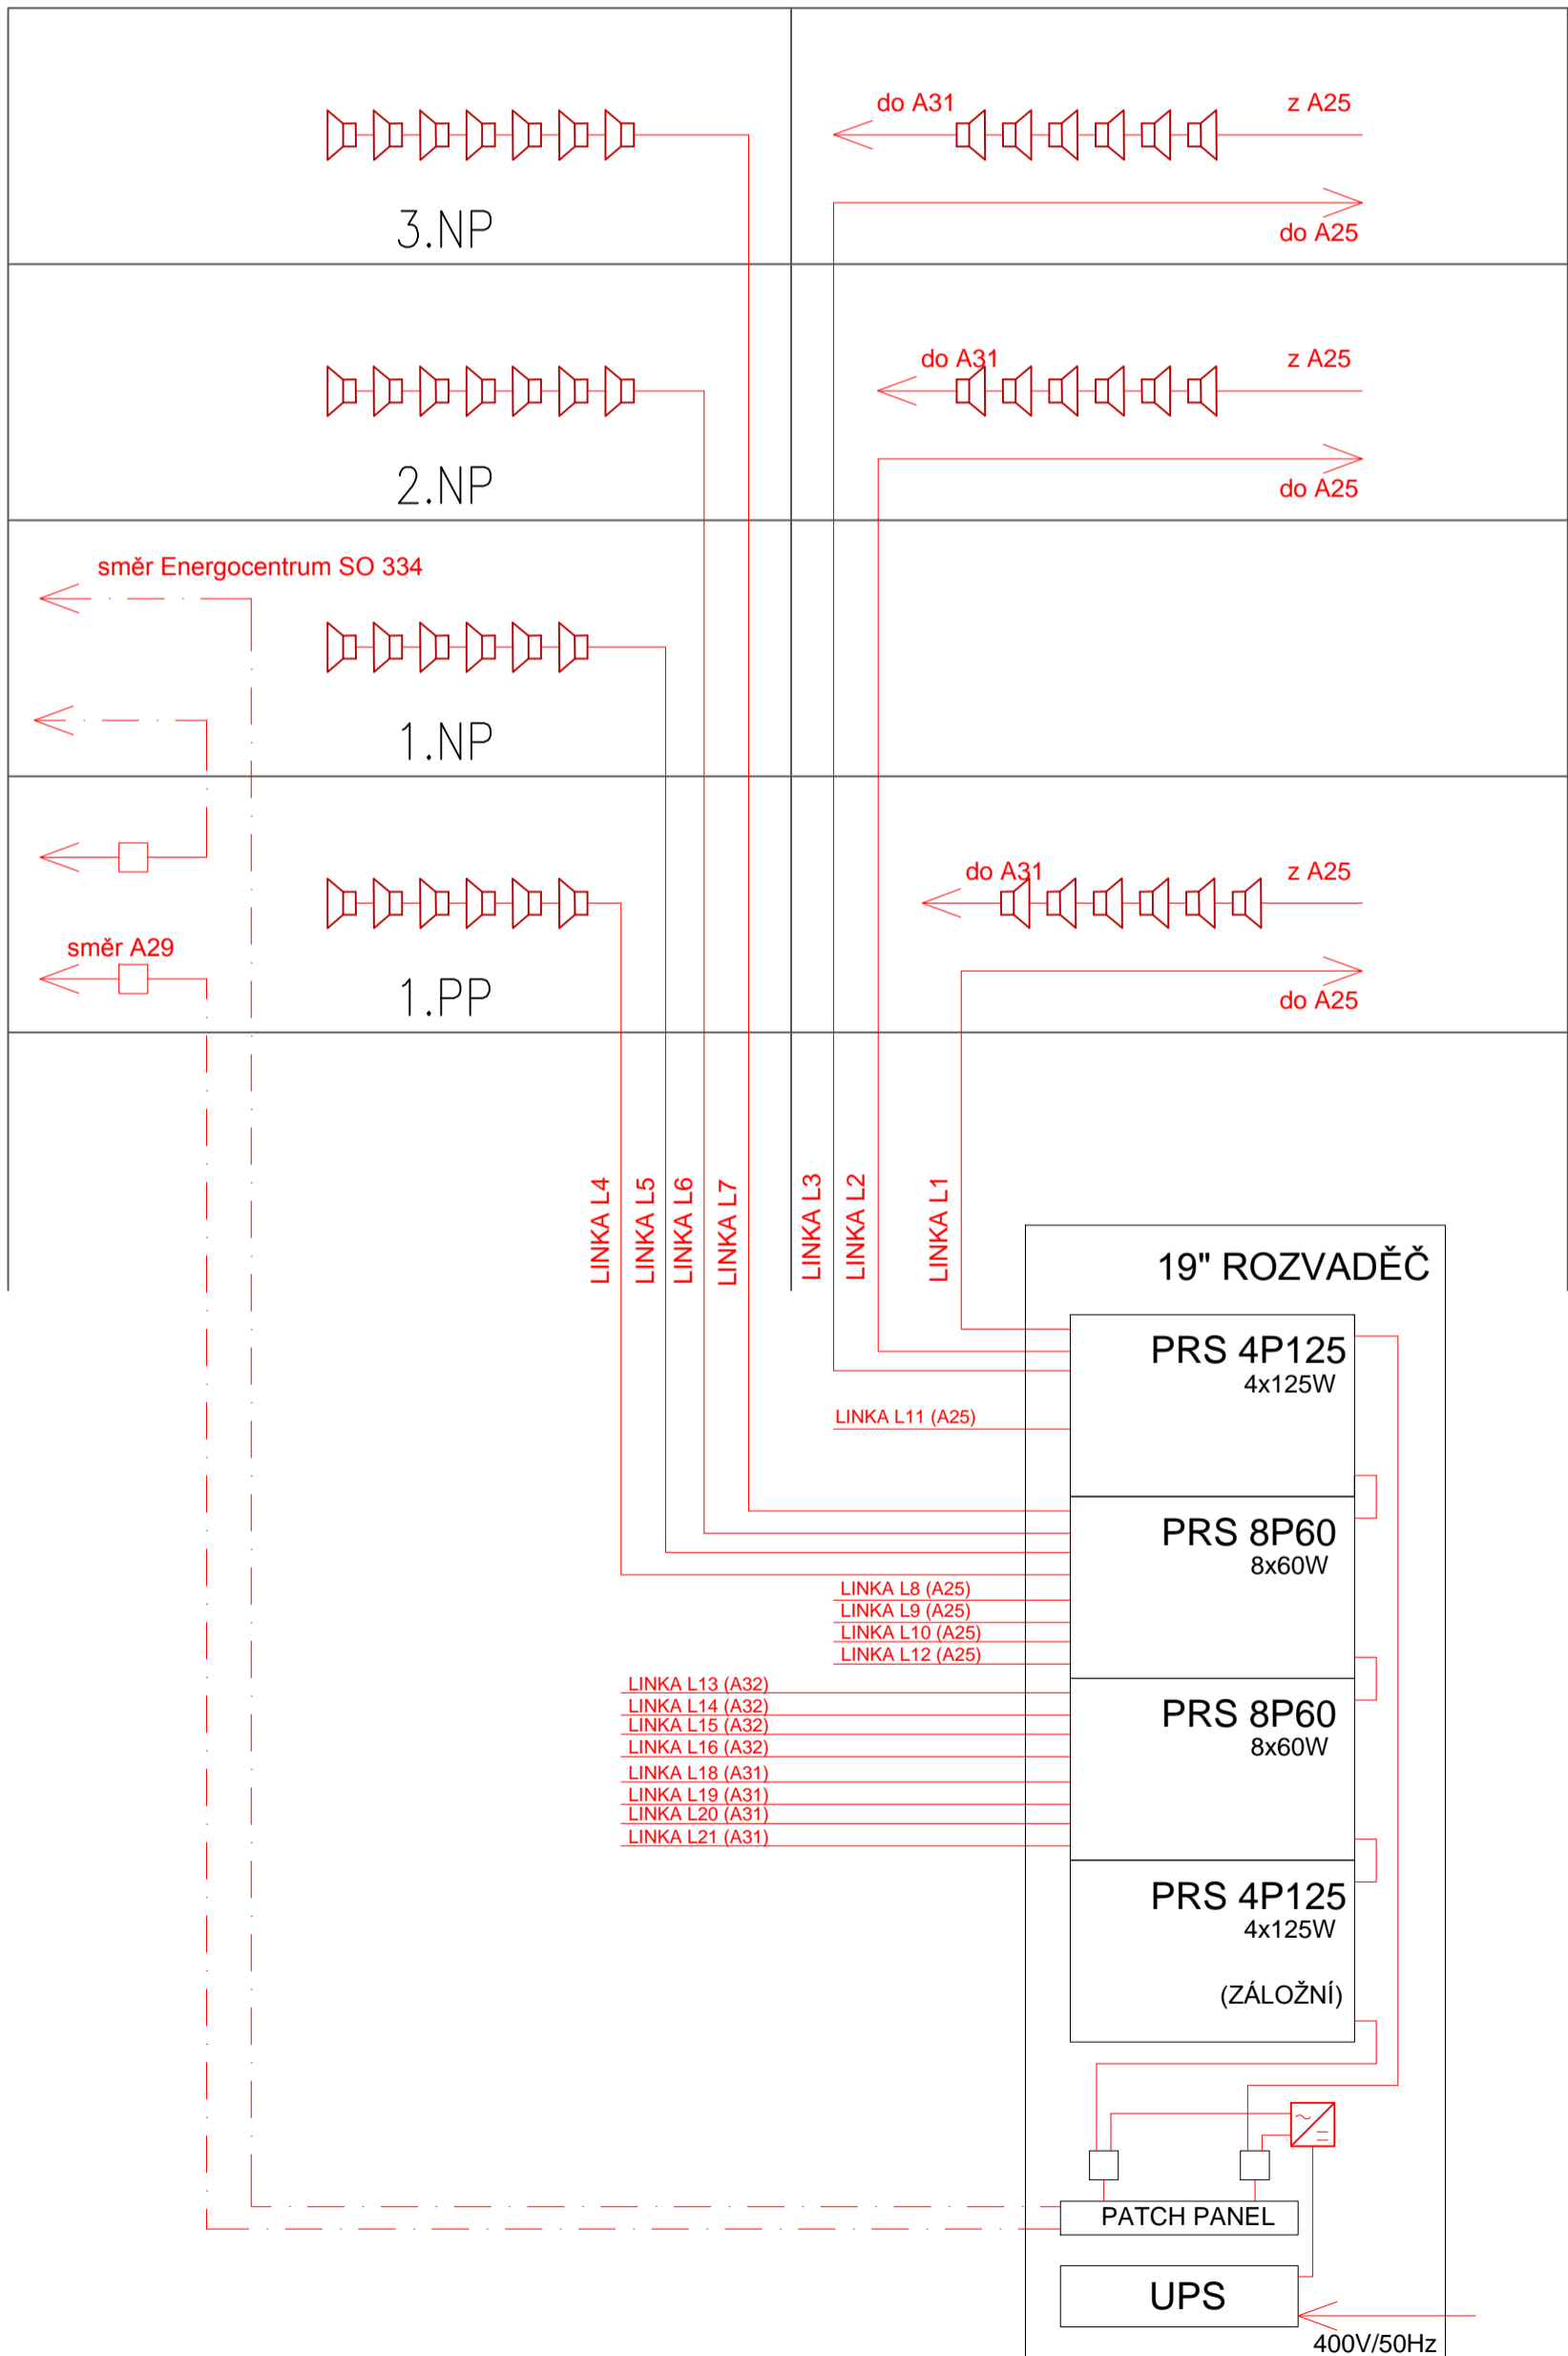 do A31
z A25
3.NP
do A25
do A31
z A25
2.NP
do A25
směr Energocentrum SO 334
1.NP
do A31
z A25
směr A29
1.PP
do A25
LINKA L4
LINKA L5
LINKA L6
LINKA L7
LINKA L3
LINKA L2
LINKA L1
19" ROZVADĚČ
PRS 4P125
4x125W
LINKA L11 (A25)
PRS 8P60
8x60W
LINKA L8 (A25)
LINKA L9 (A25)
LINKA L10 (A25)
LINKA L12 (A25)
LINKA L13 (A32)
LINKA L14 (A32)
LINKA L15 (A32)
LINKA L16 (A32)
PRS 8P60
8x60W
LINKA L18 (A31)
LINKA L19 (A31)
LINKA L20 (A31)
LINKA L21 (A31)
PRS 4P125
4x125W
(ZÁLOŽNÍ)
PATCH PANEL
UPS
400V/50Hz